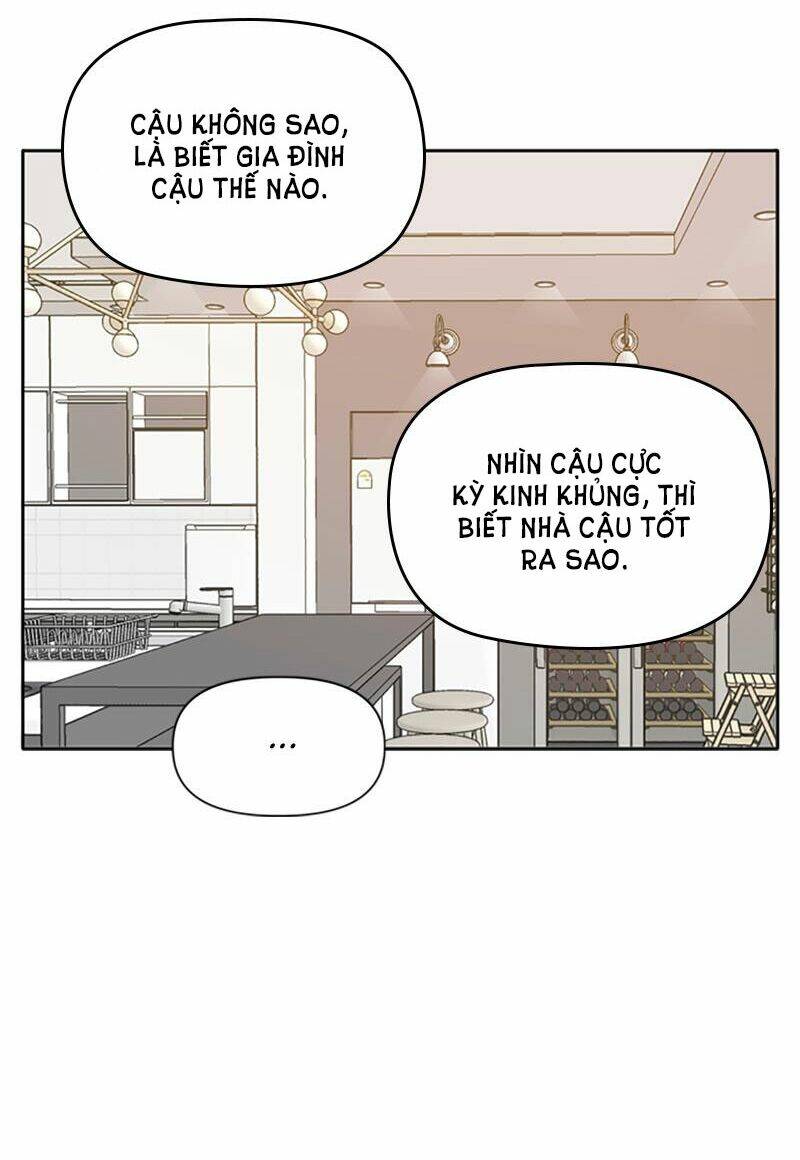 CẬU KHÔNG SAO,
LÀ BIẾT GIA ĐÌNH
CẬU THẾ NÀO.
NHÌN CẬU CỰC
KỲ KINH KHỦNG, THÌ
BIẾT NHÀ CẬU TỐT
RA SAO.
...